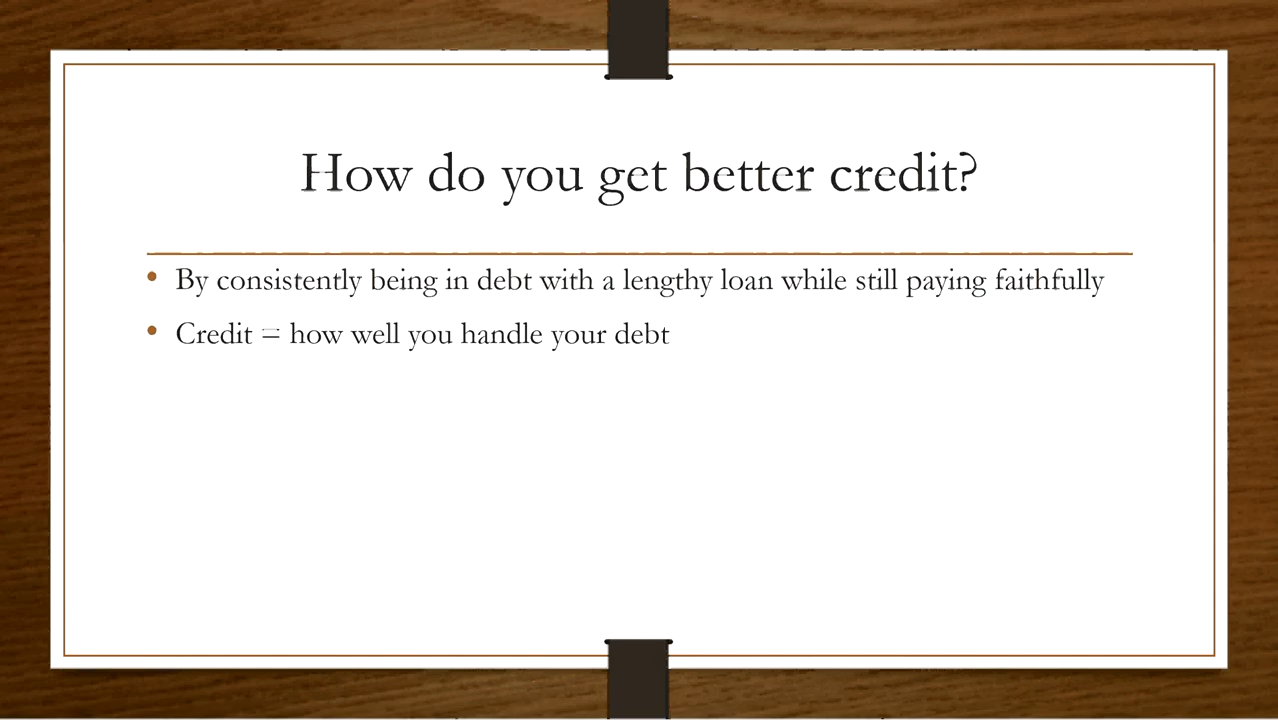 How do you get better credit?
• By consistently being in debt with a lengthy loan while still paying faithfully
• Credit = how well you handle your debt